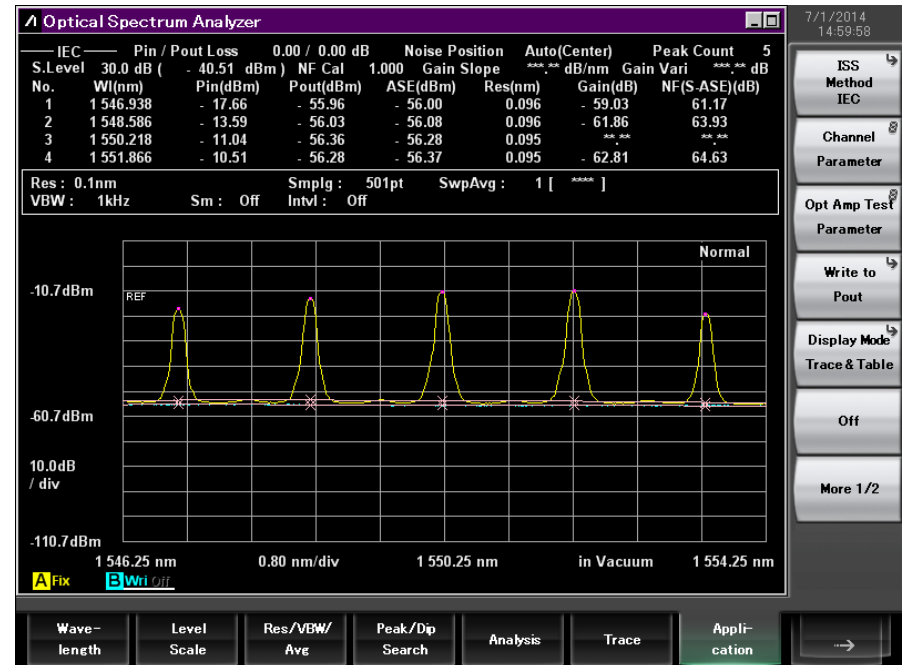 Λ Optical Spectrum Analyzer
7/1/2014
14:59:58
IEC Pin / Pout Loss 0.00 / 0.00 dB Noise Position Auto(Center) Peak Count 5
S.Level 30.0 dB ( - 40.51 dBm ) NF Cal 1.000 Gain Slope ***.** dB/nm Gain Vari ***.** dB
No. Wl(nm) Pin(dBm) Pout(dBm) ASE(dBm) Res(nm) Gain(dB) NF(S-ASE)(dB)
1 1 546.938 - 17.66 - 55.96 - 56.00 0.096 - 59.03 61.17
2 1 548.586 - 13.59 - 56.03 - 56.08 0.096 - 61.86 63.93
3 1 550.218 - 11.04 - 56.36 - 56.28 0.095 **.** **.**
4 1 551.866 - 10.51 - 56.28 - 56.37 0.095 - 62.81 64.63
Res : 0.1nm Smplg : 501pt SwpAvg : 1 [ **** ]
VBW : 1kHz Sm : Off Intvl : Off
Normal
-10.7dBm
REF
-60.7dBm
10.0dB
/ div
-110.7dBm
1 546.25 nm 0.80 nm/div 1 550.25 nm in Vacuum 1 554.25 nm
A Fix B Wri Off
ISS
Method
IEC
Channel
Parameter
Opt Amp Test
Parameter
Write to
Pout
Display Mode
Trace & Table
Off
More 1/2
Wave-
length
Level
Scale
Res/VBW/
Avg
Peak/Dip
Search
Analysis
Trace
Appli-
cation